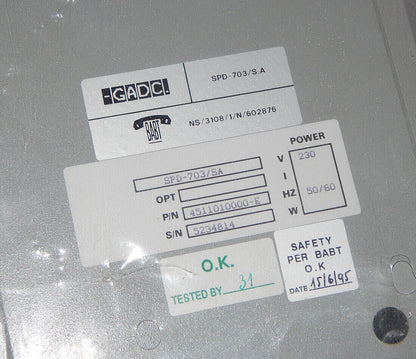 -GADC!
SPD-703/S.A
BABT
NS/3108/1/N/602876
POWER
SPD-703/SA
V 230
OPT
I
P/N 4511010000-E
HZ 50/60
S/N 5234814
W
O.K.
TESTED BY 31
SAFETY
PER BABT
O.K
DATE 15/6/95